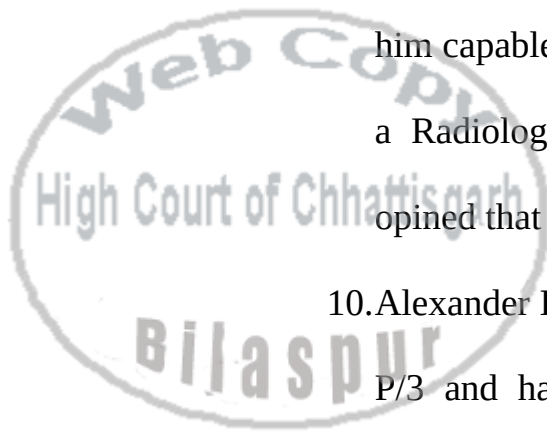 Web Copy
him capable
a Radiolog
High Court of Chhattisgarh
opined that
10.Alexander
Bilaspur
P/3 and ha